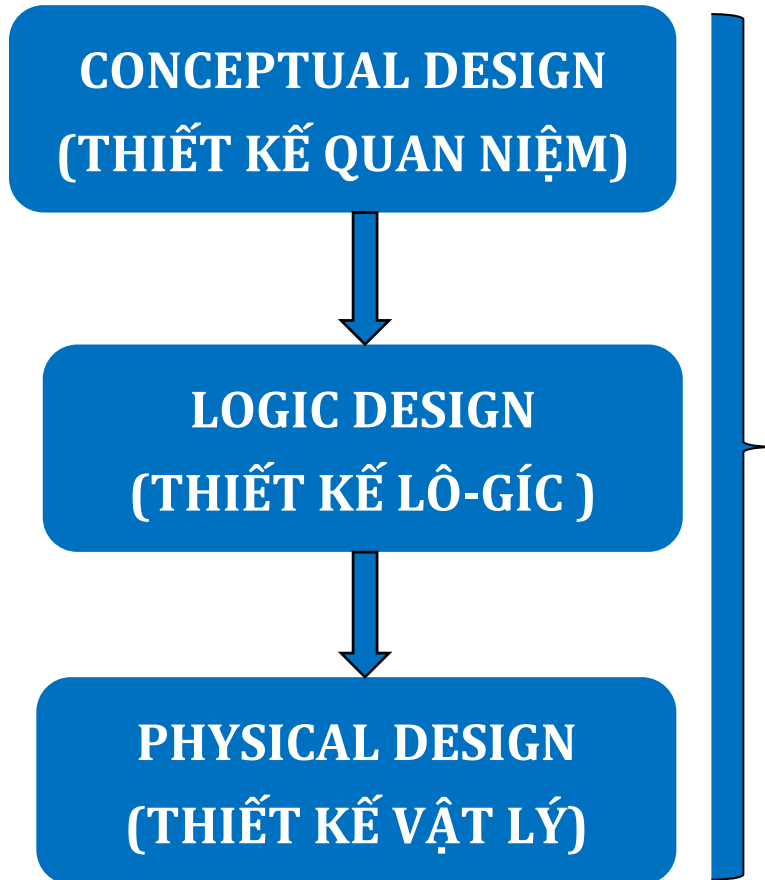 CONCEPTUAL DESIGN
(THIẾT KẾ QUAN NIỆM)
LOGIC DESIGN
(THIẾT KẾ LÔ-GÍC )
PHYSICAL DESIGN
(THIẾT KẾ VẬT LÝ)